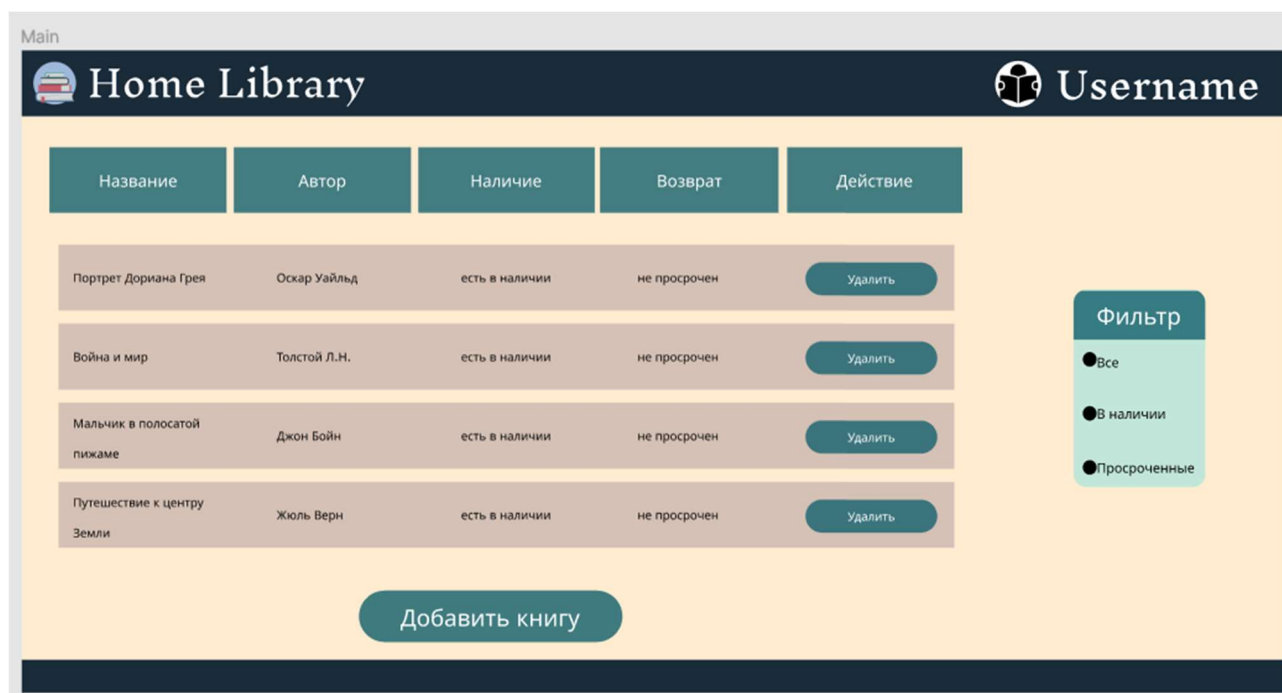 Main
Home Library
Username
Название Автор Наличие Возврат Действие
Портрет Дориана Грея Оскар Уайльд есть в наличии не просрочен Удалить
Война и мир Толстой Л.Н. есть в наличии не просрочен Удалить
Мальчик в полосатой
пижаме
Джон Бойн есть в наличии не просрочен Удалить
Путешествие к центру
Земли
Жюль Верн есть в наличии не просрочен Удалить
Фильтр
Все
В наличии
Просроченные
Добавить книгу